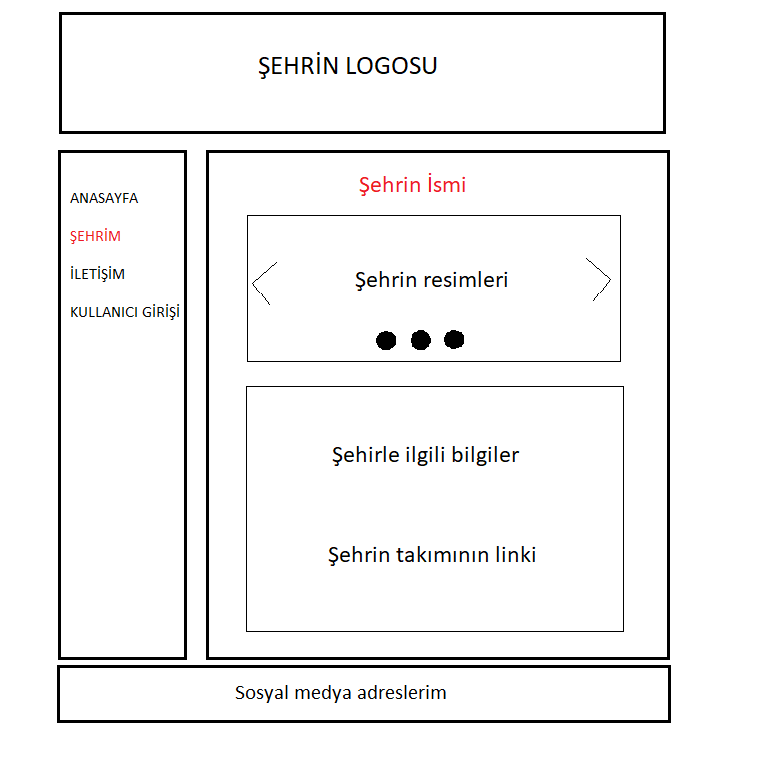 ŞEHRİN LOGOSU
ANASAYFA
ŞEHRİM
İLETİŞİM
KULLANICI GİRİŞİ
Şehrin İsmi
Şehrin resimleri
Şehirle ilgili bilgiler
Şehrin takımının linki
Sosyal medya adreslerim